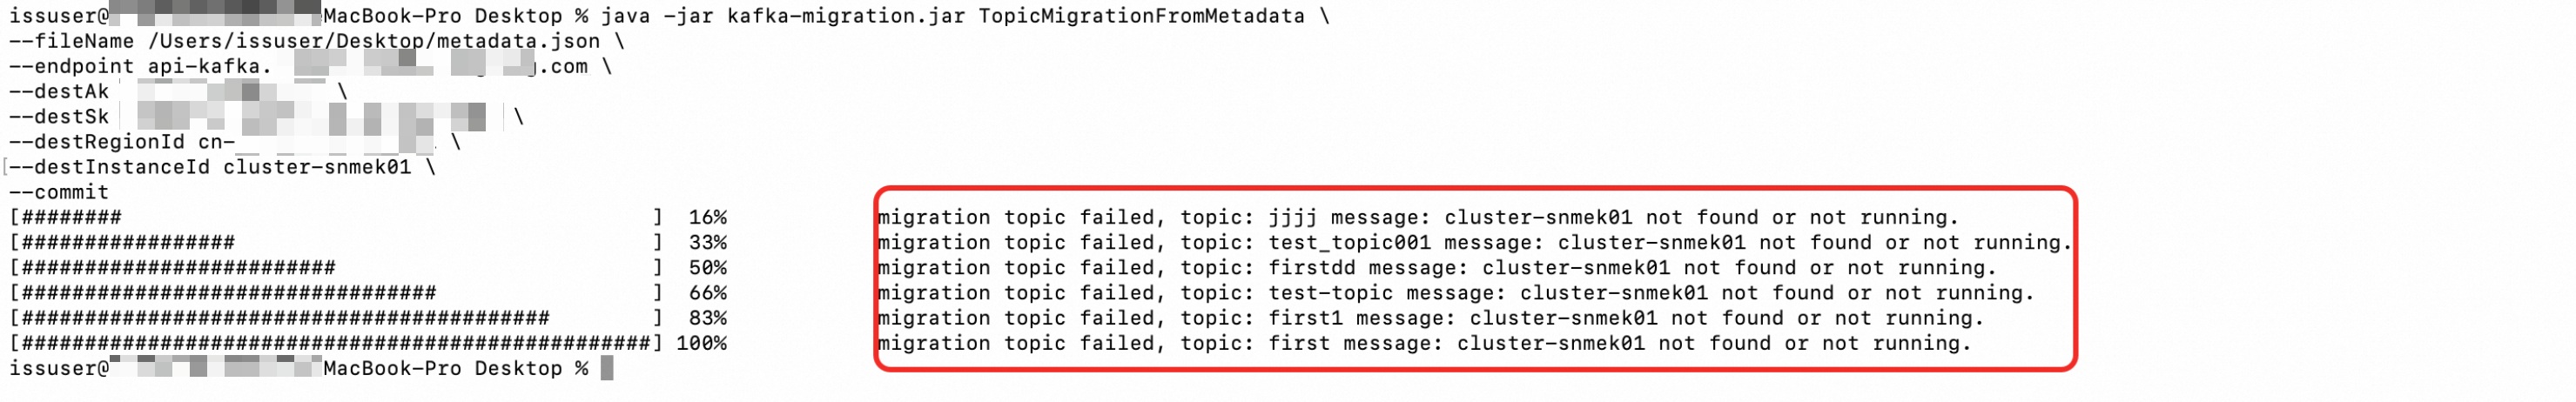 issuser@ MacBook-Pro Desktop % java -jar kafka-migration.jar TopicMigrationFromMetadata \
--fileName /Users/issuser/Desktop/metadata.json \
--endpoint api-kafka. .com \
--destAk \
--destSk \
--destRegionId cn- \
--destInstanceId cluster-snmek01 \
--commit
[######## ] 16% migration topic failed, topic: jjjj message: cluster-snmek01 not found or not running.
[################# ] 33% migration topic failed, topic: test_topic001 message: cluster-snmek01 not found or not running.
[######################### ] 50% migration topic failed, topic: firstdd message: cluster-snmek01 not found or not running.
[################################# ] 66% migration topic failed, topic: test-topic message: cluster-snmek01 not found or not running.
[########################################## ] 83% migration topic failed, topic: first1 message: cluster-snmek01 not found or not running.
[##################################################] 100% migration topic failed, topic: first message: cluster-snmek01 not found or not running.
issuser@ MacBook-Pro Desktop %